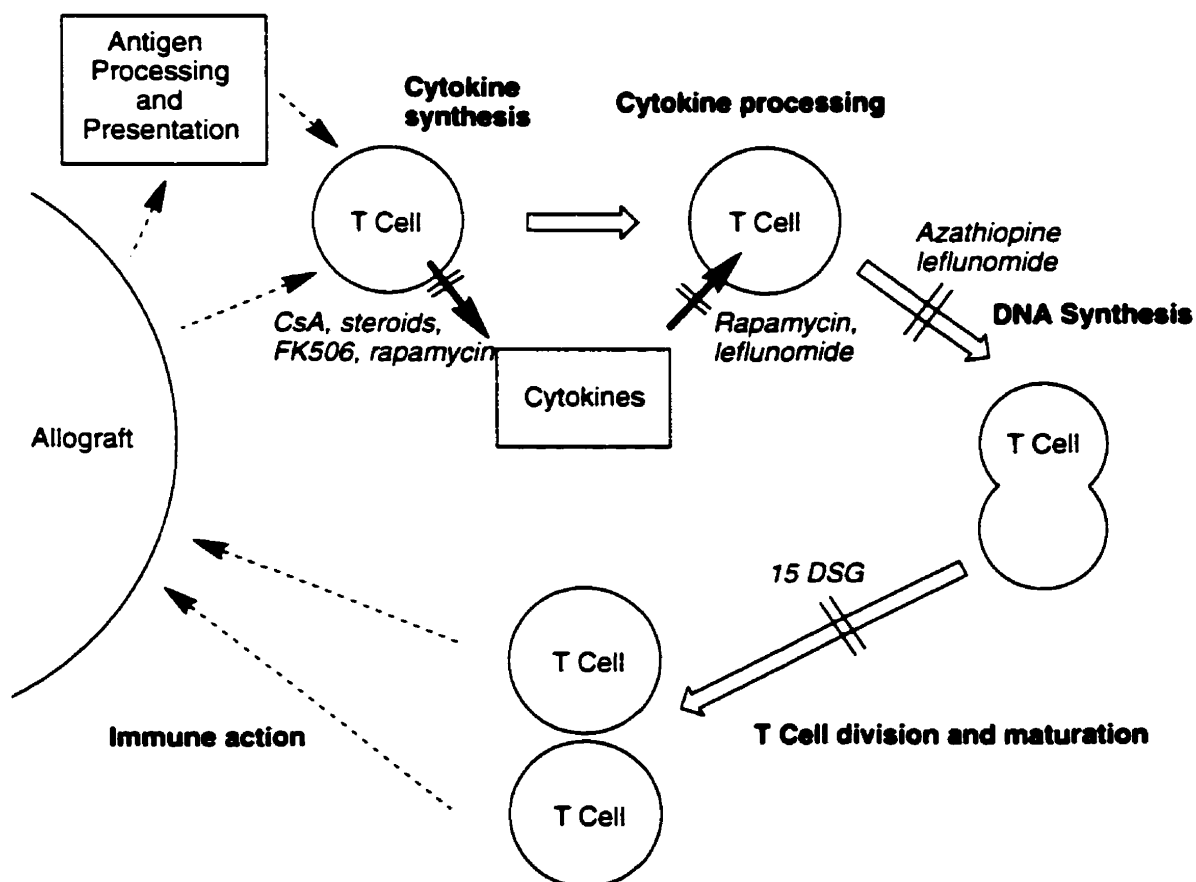 Antigen
Processing
and
Presentation
Cytokine
synthesis
Cytokine processing
T Cell
T Cell
Azathiopine
leflunomide
CsA, steroids,
FK506, rapamycin
Rapamycin,
leflunomide
DNA Synthesis
Cytokines
Allograft
T Cell
15 DSG
T Cell
Immune action
T Cell division and maturation
T Cell